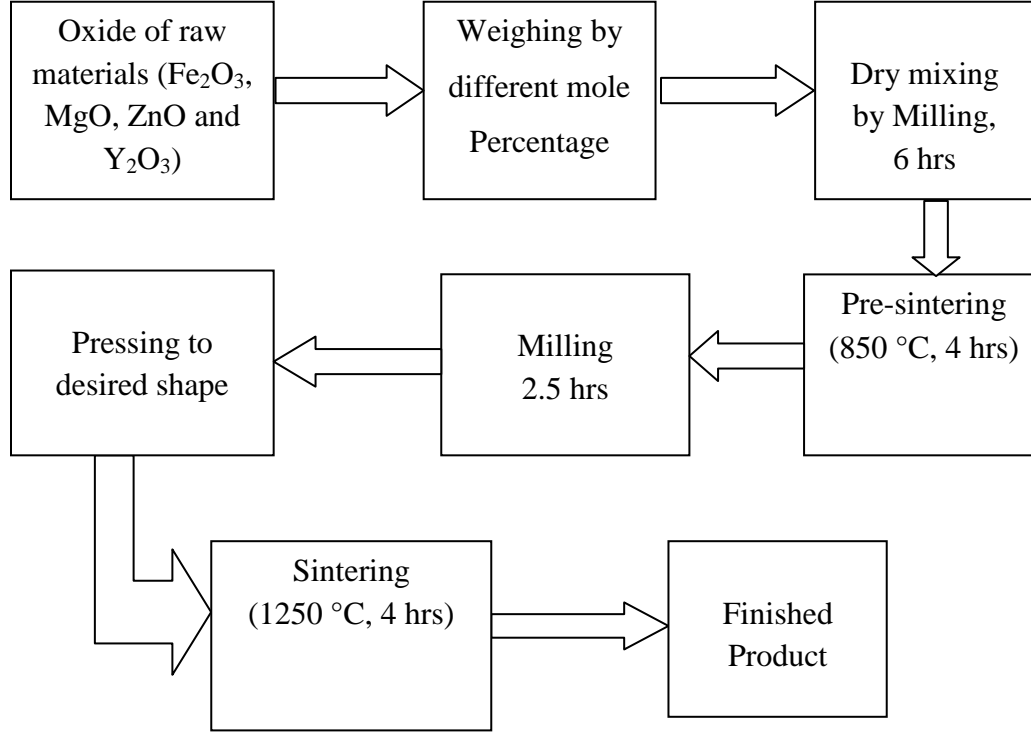 Oxide of raw
materials (Fe₂O₃,
MgO, ZnO and
Y₂O₃)
Weighing by
different mole
Percentage
Dry mixing
by Milling,
6 hrs
Pre-sintering
(850 °C, 4 hrs)
Milling
2.5 hrs
Pressing to
desired shape
Sintering
(1250 °C, 4 hrs)
Finished
Product